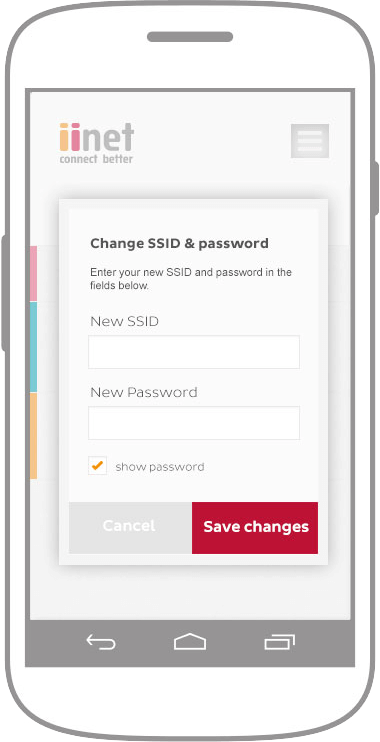 iinet
connect better
Change SSID & password
Enter your new SSID and password in the
fields below.
New SSID
New Password
show password
Cancel
Save changes